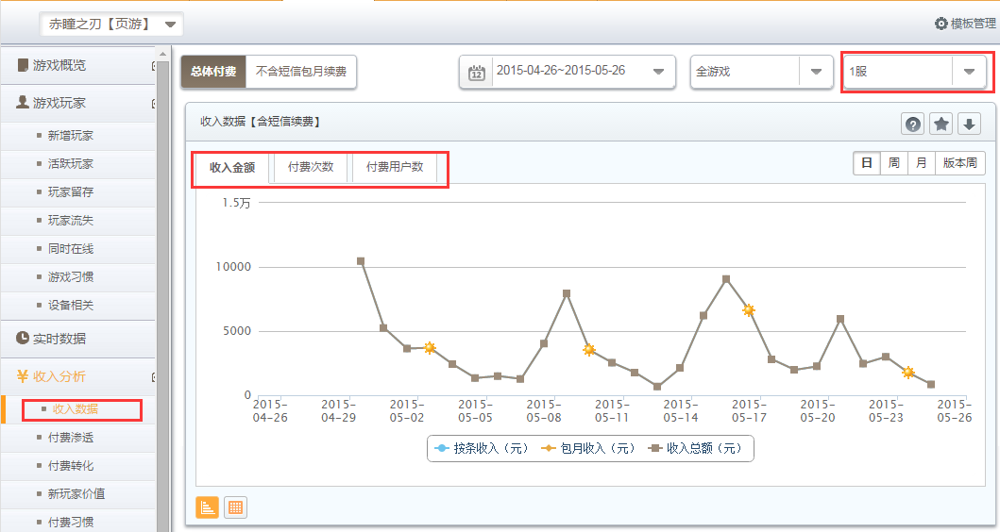 赤瞳之刃【页游】
模板管理
游戏概览
游戏玩家
新增玩家
活跃玩家
玩家留存
玩家流失
同时在线
游戏习惯
设备相关
实时数据
收入分析
收入数据
付费渗透
付费转化
新玩家价值
付费习惯
总体付费 不含短信包月续费
12 2015-04-26~2015-05-26
全游戏
1服
收入数据【含短信续费】
收入金额 付费次数 付费用户数
日 周 月 版本周
1.5万
10000
5000
0
2015-04-26 2015-04-29 2015-05-02 2015-05-05 2015-05-08 2015-05-11 2015-05-14 2015-05-17 2015-05-20 2015-05-23 2015-05-26
按条收入（元） 包月收入（元） 收入总额（元）